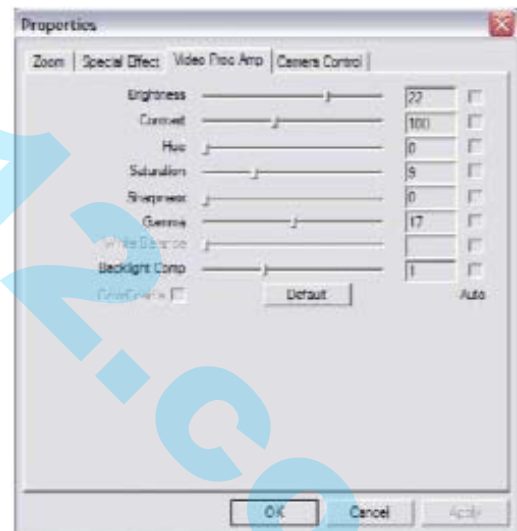 Properties
Zoom Special Effect Video Proc Amp Camera Control
Brightness 22
Contrast 100
Hue 0
Saturation 9
Sharpness 0
Gamma 17
White Balance
Backlight Comp 1
ColorEnable Default Auto
OK Cancel Apply